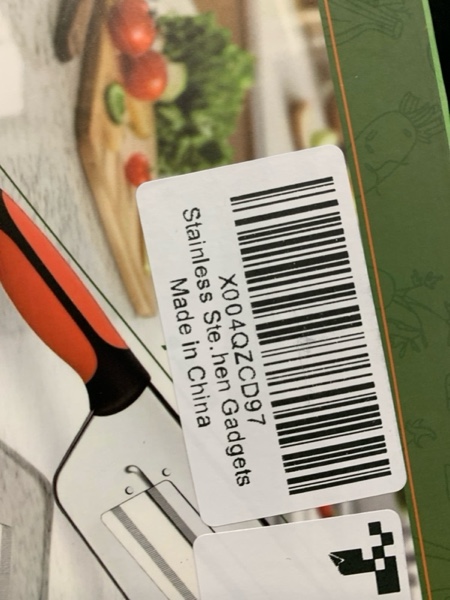 X004QZCD97
Stainless Ste.hen Gadgets
Made in China